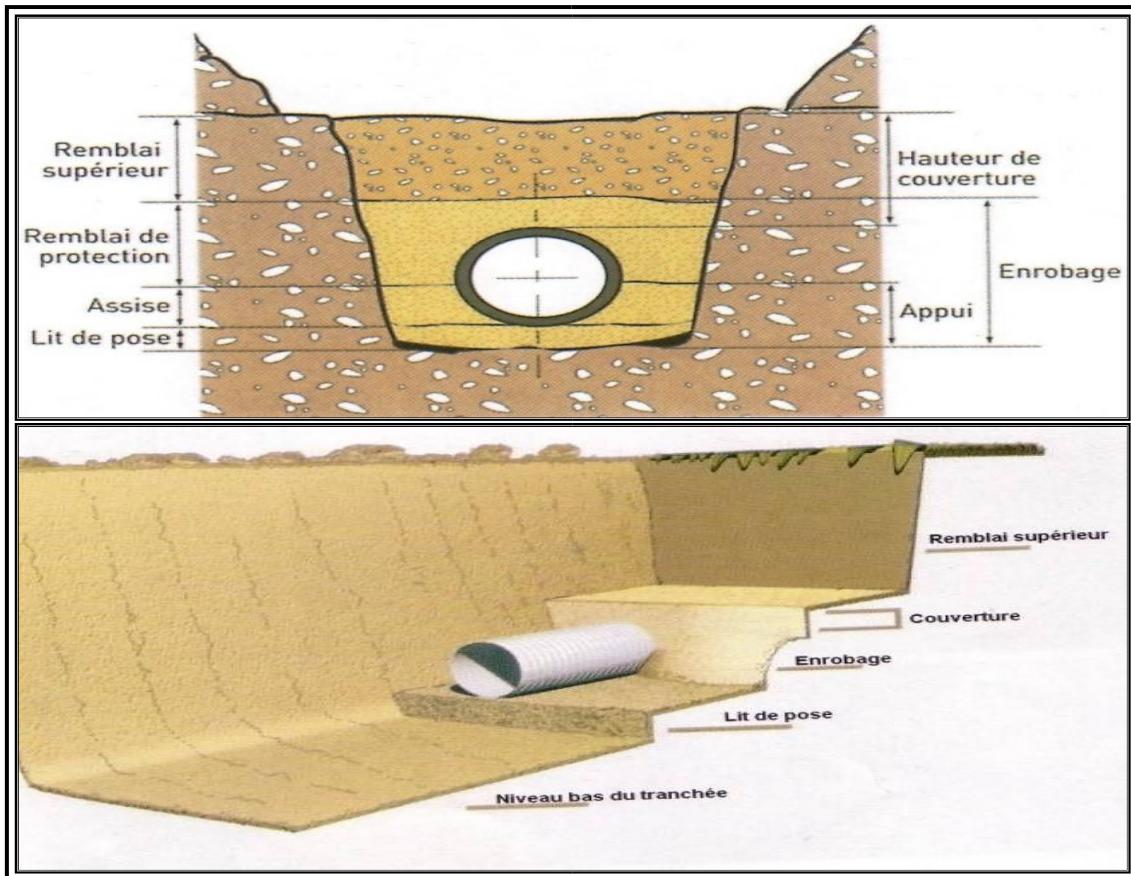 Remblai
supérieur
Remblai de
protection
Assise
Lit de pose
Hauteur de
couverture
Enrobage
Appui
Remblai supérieur
Couverture
Enrobage
Lit de pose
Niveau bas du tranchée